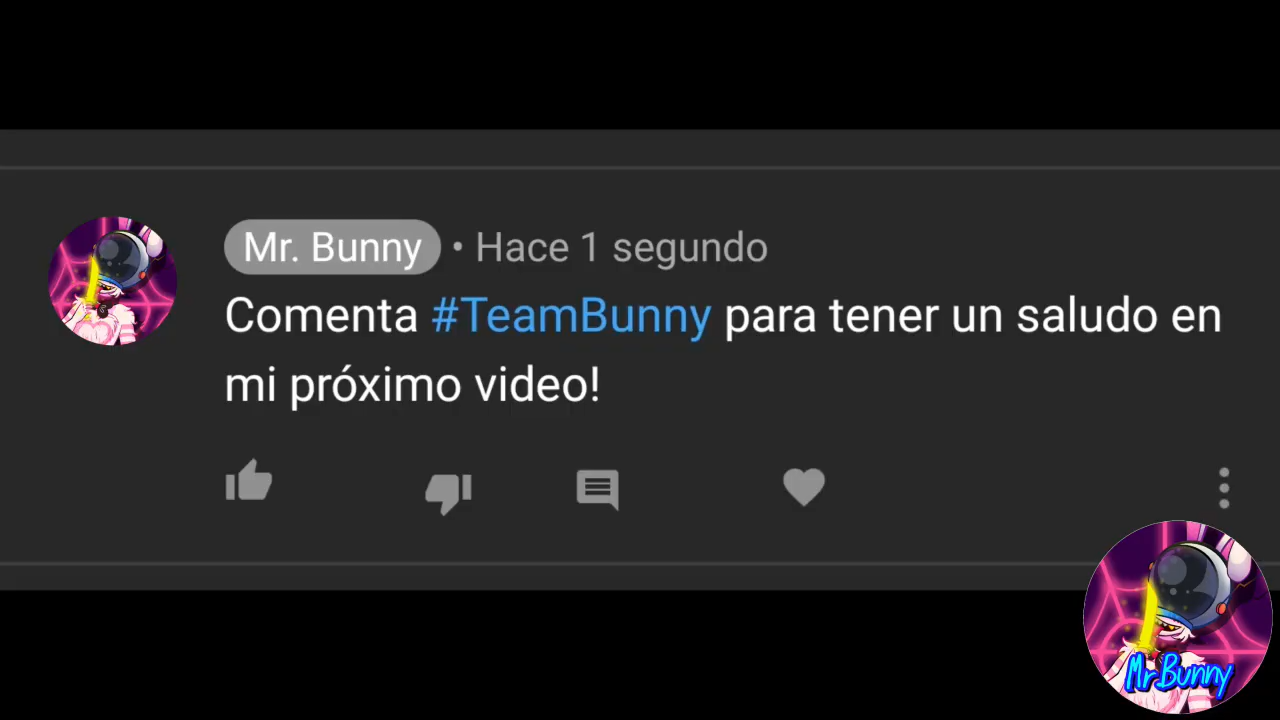 Mr. Bunny • Hace 1 segundo
Comenta #TeamBunny para tener un saludo en
mi próximo video!
MrBunny